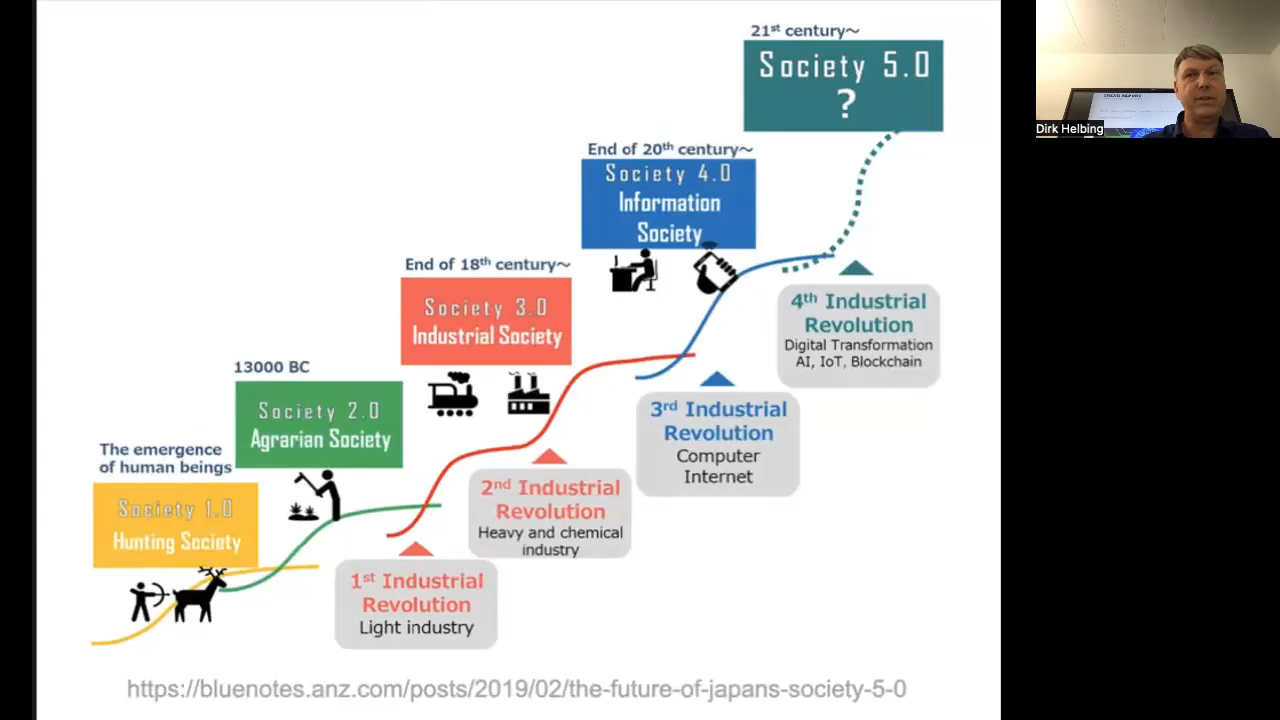 21st century~
Society 5.0
?
End of 20th century~
Society 4.0
Information
Society
End of 18th century~
Society 3.0
Industrial Society
13000 BC
Society 2.0
Agrarian Society
The emergence
of human beings
Society 1.0
Hunting Society
1st Industrial
Revolution
Light industry
2nd Industrial
Revolution
Heavy and chemical
industry
3rd Industrial
Revolution
Computer
Internet
4th Industrial
Revolution
Digital Transformation
AI, IoT, Blockchain
https://bluenotes.anz.com/posts/2019/02/the-future-of-japans-society-5-0
Dirk Helbing